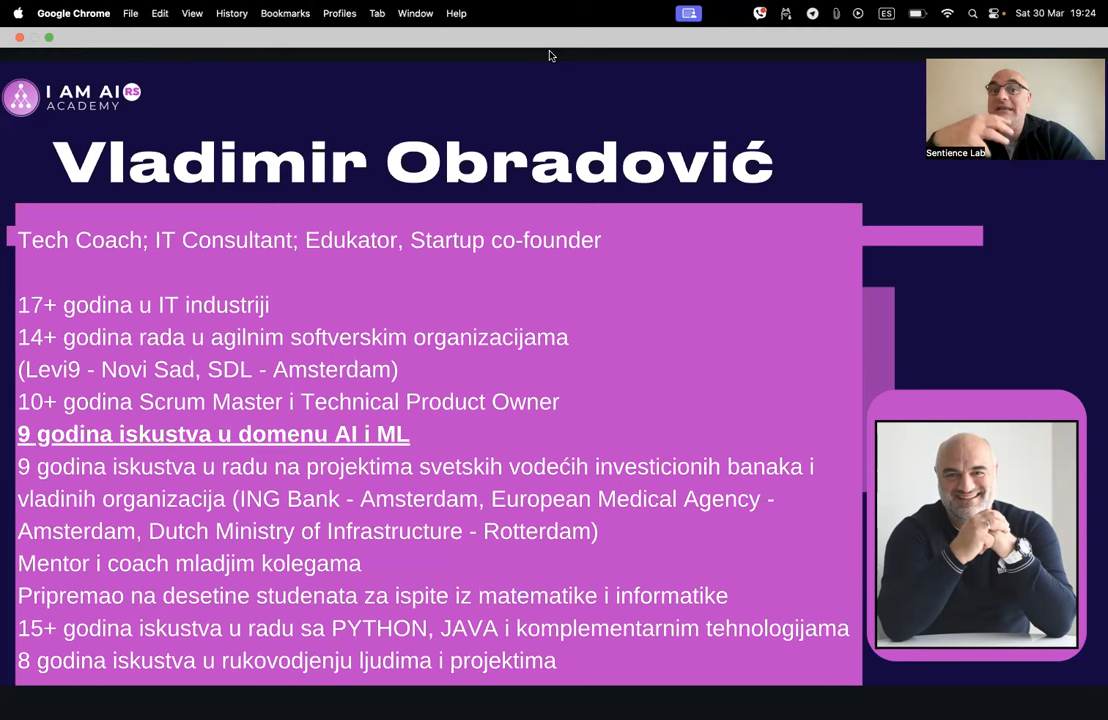 Google Chrome File Edit View History Bookmarks Profiles Tab Window Help ES Sat 30 Mar 19:24
I AM AI RS
ACADEMY
Vladimir Obradović
Sentience Lab
Tech Coach; IT Consultant; Edukator, Startup co-founder
17+ godina u IT industriji
14+ godina rada u agilnim softverskim organizacijama
(Levi9 - Novi Sad, SDL - Amsterdam)
10+ godina Scrum Master i Technical Product Owner
9 godina iskustva u domenu AI i ML
9 godina iskustva u radu na projektima svetskih vodećih investicionih banaka i
vladinih organizacija (ING Bank - Amsterdam, European Medical Agency -
Amsterdam, Dutch Ministry of Infrastructure - Rotterdam)
Mentor i coach mladjim kolegama
Pripremao na desetine studenata za ispite iz matematike i informatike
15+ godina iskustva u radu sa PYTHON, JAVA i komplementarnim tehnologijama
8 godina iskustva u rukovodjenju ljudima i projektima